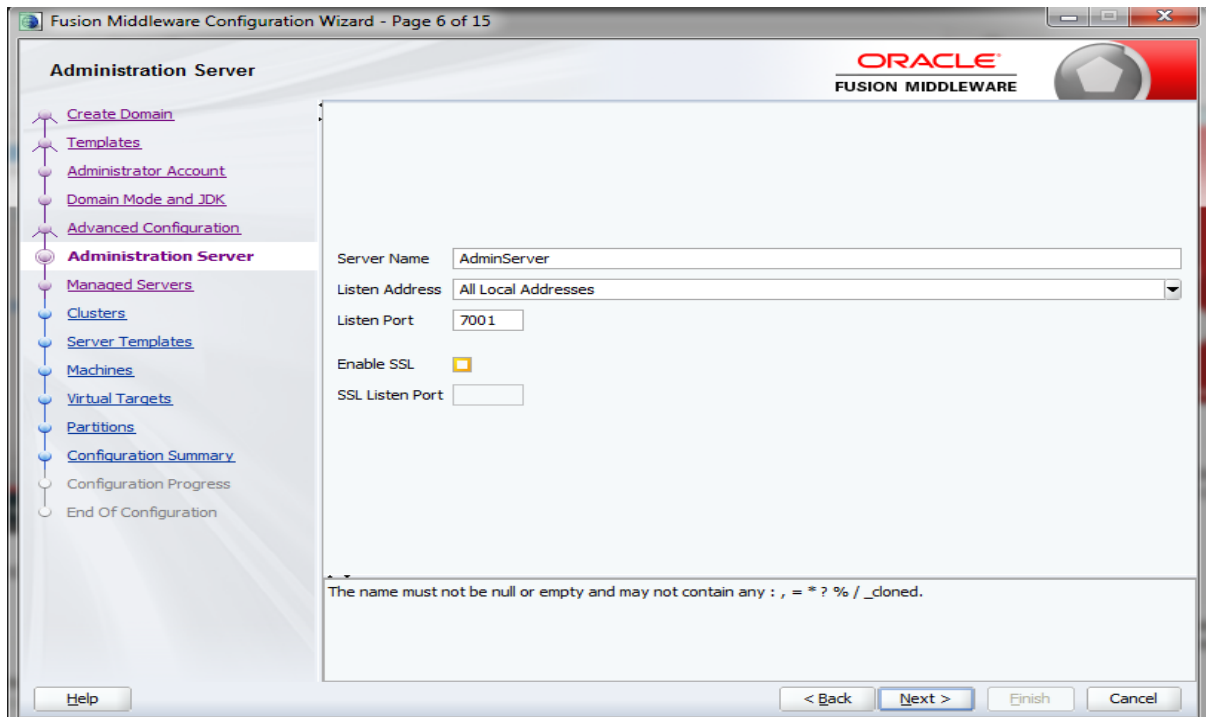 Fusion Middleware Configuration Wizard - Page 6 of 15
Administration Server
ORACLE
FUSION MIDDLEWARE
Create Domain
Templates
Administrator Account
Domain Mode and JDK
Advanced Configuration
Administration Server
Managed Servers
Clusters
Server Templates
Machines
Virtual Targets
Partitions
Configuration Summary
Configuration Progress
End Of Configuration
Server Name AdminServer
Listen Address All Local Addresses
Listen Port 7001
Enable SSL
SSL Listen Port
The name must not be null or empty and may not contain any : , = * ? % / _cloned.
Help < Back Next > Finish Cancel